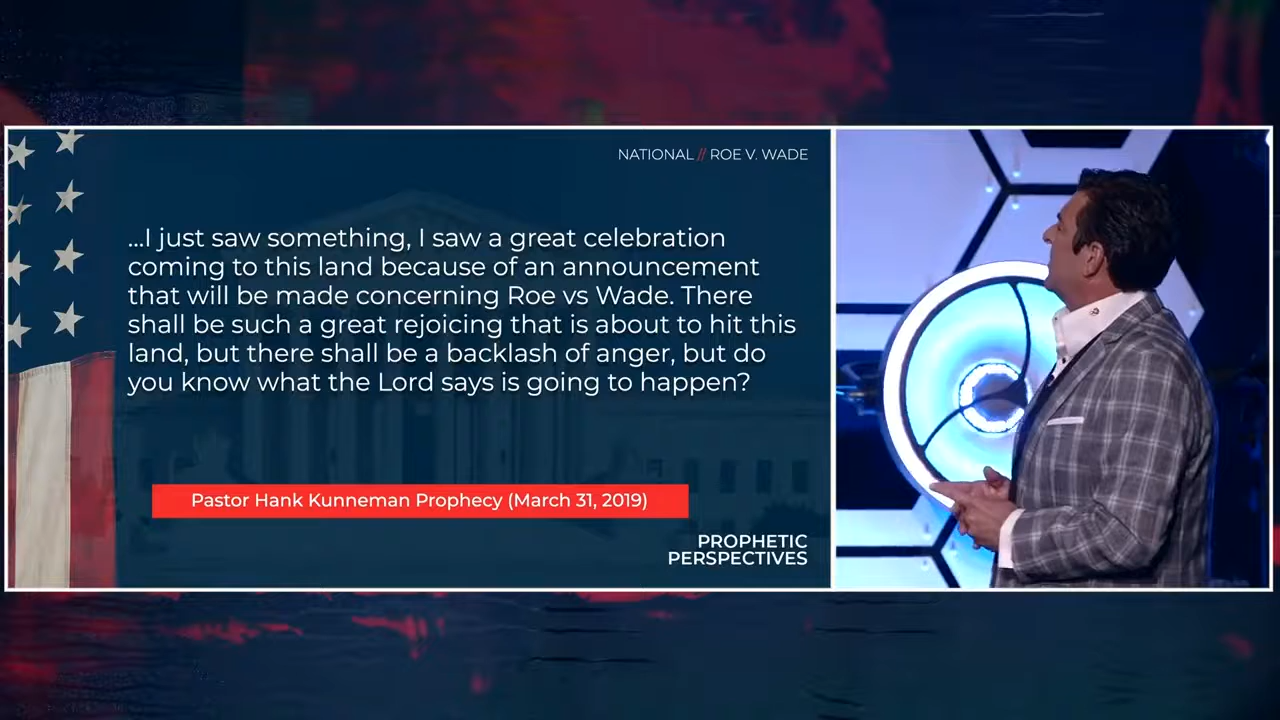 NATIONAL // ROE V. WADE
...I just saw something, I saw a great celebration
coming to this land because of an announcement
that will be made concerning Roe vs Wade. There
shall be such a great rejoicing that is about to hit this
land, but there shall be a backlash of anger, but do
you know what the Lord says is going to happen?
Pastor Hank Kunneman Prophecy (March 31, 2019)
PROPHETIC
PERSPECTIVES